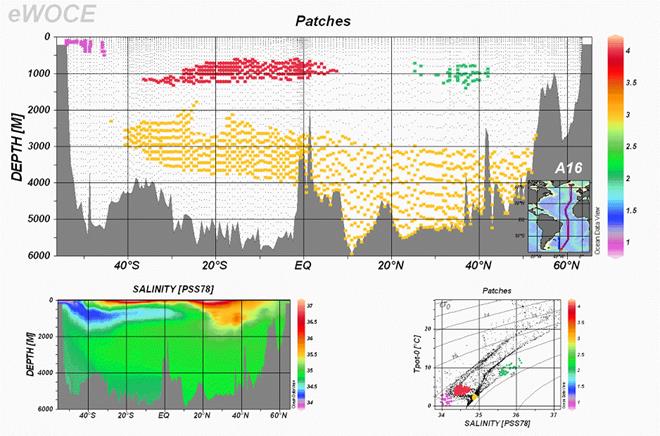 eWOCE
Patches
0
1000
2000
3000
4000
5000
6000
DEPTH [M]
40°S 20°S EQ 20°N 40°N 60°N
A16
4
3.5
3
2.5
2
1.5
1
Ocean Data View
SALINITY [PSS78]
0
2000
4000
6000
DEPTH [M]
40°S 20°S EQ 20°N 40°N 60°N
37
36.5
36
35.5
35
34.5
34
Patches
σ0
20
10
0
Tpot-0 [°C]
34 35 36 37
SALINITY [PSS78]
4
3.5
3
2.5
2
1.5
1